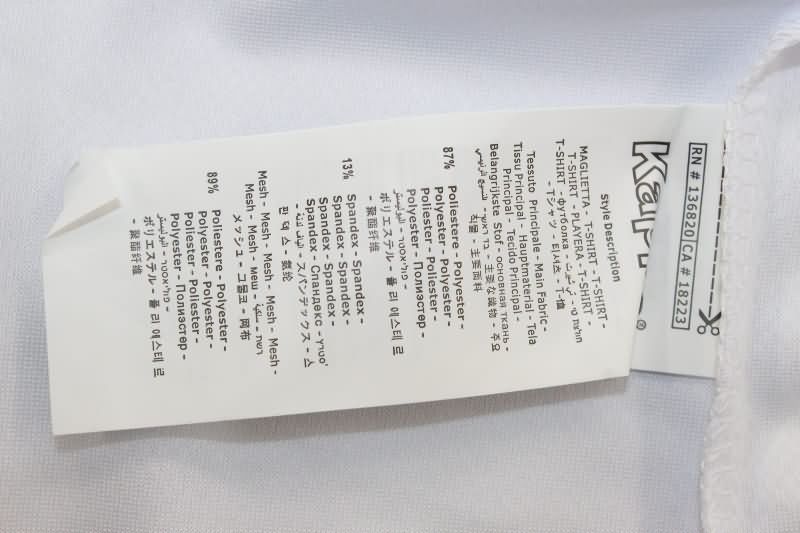 RN # 136820 CA # 18223
Style Description
MAGLIETTA - T-SHIRT - T-SHIRT -
T-SHIRT - PLAYERA - T-SHIRT -
T-SHIRT - футболка -
- Tシャツ - 티셔츠 - T-恤
Tessuto Principale - Main Fabric -
Tissu Principal - Hauptmaterial - Tela
Principal - Tecido Principal -
Belangrijkste Stof - основная ткань -
직물 - 主要面料
87% Poliestere - Polyester -
Polyester - Polyester -
Poliester - Poliester -
Polyester - Полиэстер -
ポリエステル - 폴 리 에 스 테 르
- 聚酯纤维
13% Spandex - Spandex -
Spandex - Spandex -
Spandex - Spandex -
Spandex - Спандекс -
- スパンデックス - 스
판 덱 스 - 氨纶
Mesh - Mesh - Mesh - Mesh -
Mesh - Mesh - меш -
メッシュ - 그물코 - 网布
89% Poliestere - Polyester -
Polyester - Polyester -
Poliester - Poliester -
Polyester - Полиэстер -
ポリエステル - 폴 리 에 스 테 르
- 聚酯纤维